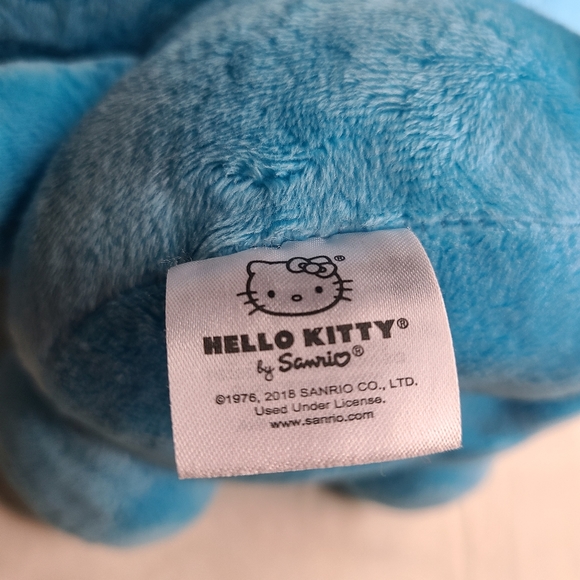 ®
HELLO KITTY®
by Sanrio®
©1976, 2018 SANRIO CO., LTD.
Used Under License.
www.sanrio.com